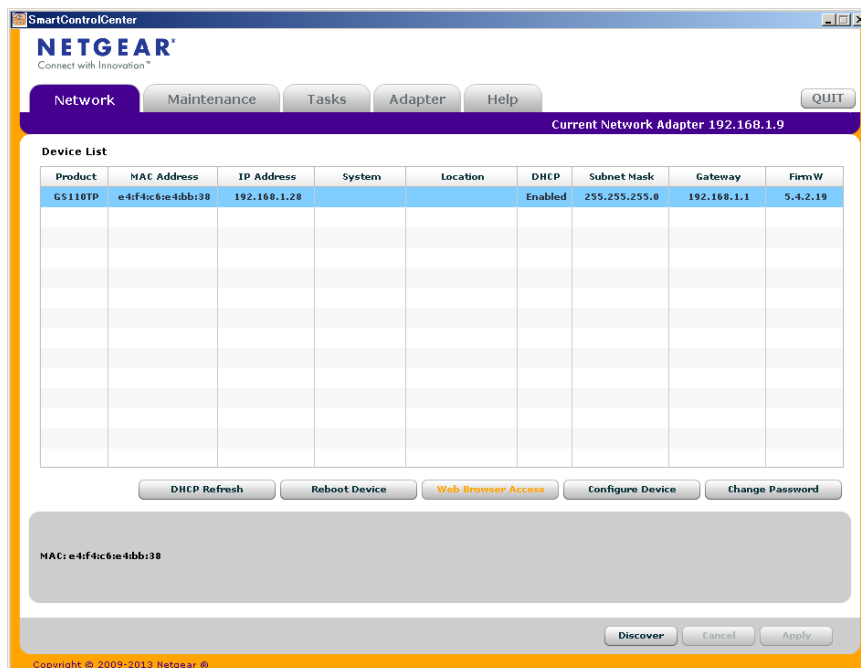 SmartControlCenter
NETGEAR
Connect with Innovation™
Network Maintenance Tasks Adapter Help QUIT
Current Network Adapter 192.168.1.9
Device List
Product MAC Address IP Address System Location DHCP Subnet Mask Gateway FirmW
GS110TP e4:f4:c6:e4:bb:38 192.168.1.28 Enabled 255.255.255.0 192.168.1.1 5.4.2.19
DHCP Refresh Reboot Device Web Browser Access Configure Device Change Password
MAC: e4:f4:c6:e4:bb:38
Discover Cancel Apply
Copyright © 2009-2013 Netgear ®